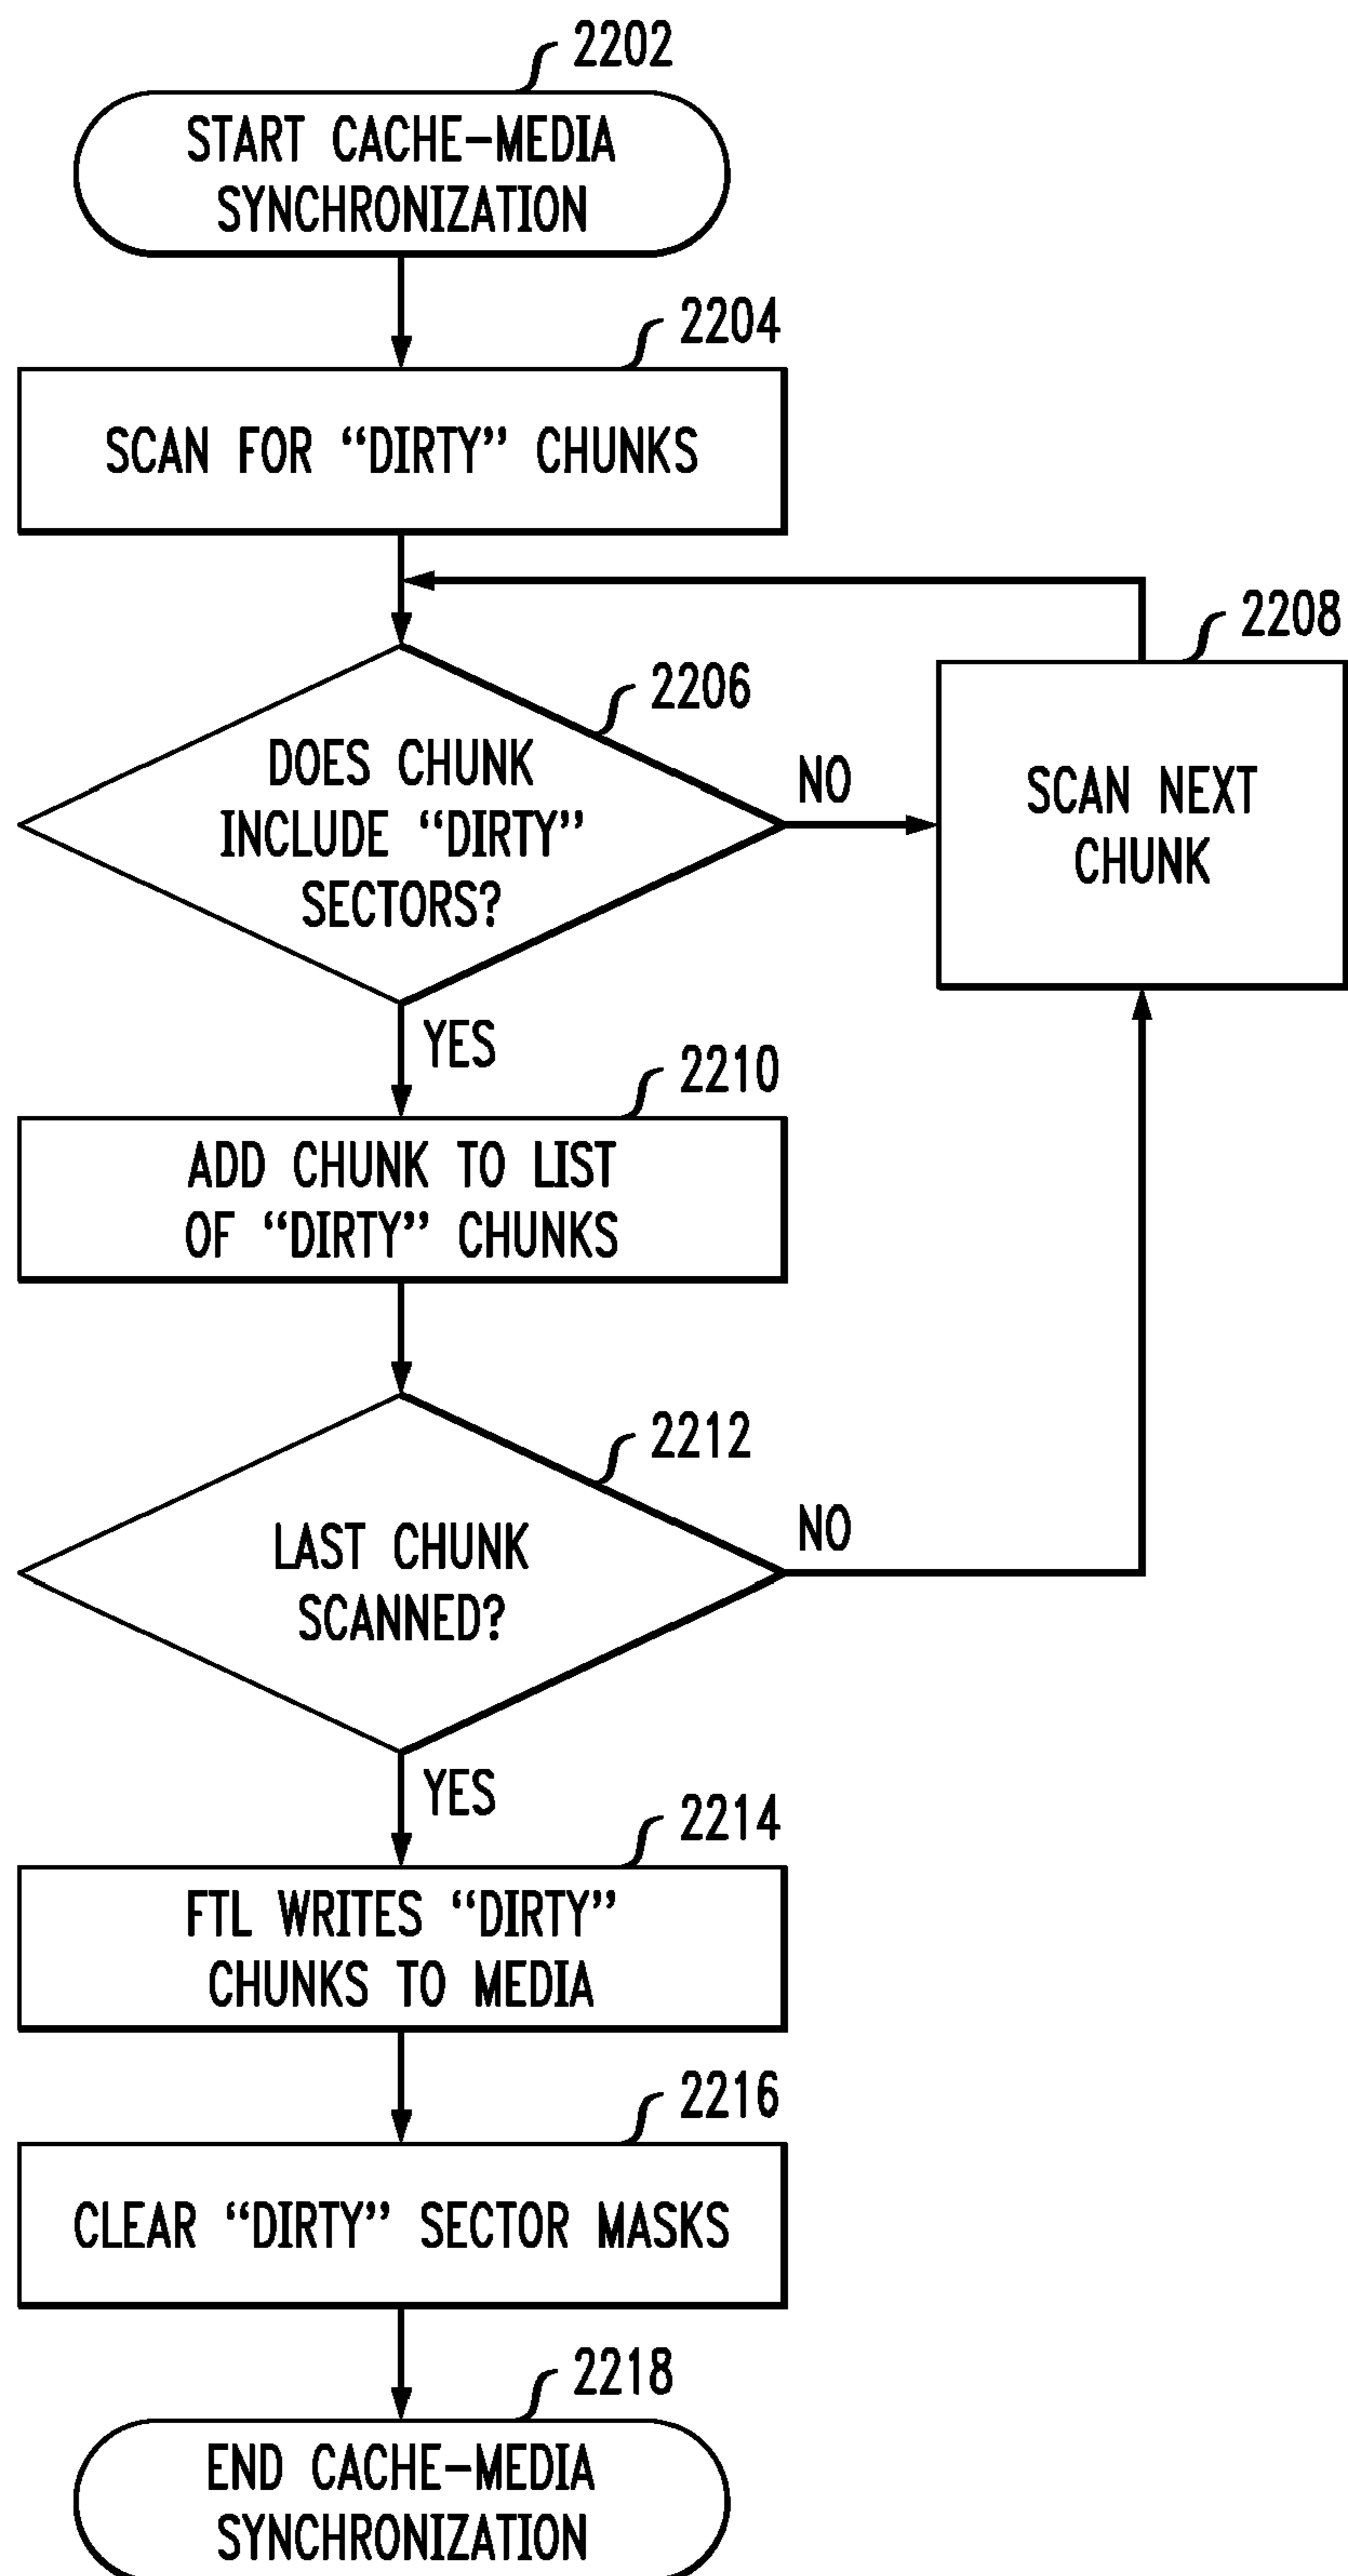 2202
START CACHE-MEDIA
SYNCHRONIZATION
2204
SCAN FOR “DIRTY” CHUNKS
2206
DOES CHUNK
INCLUDE “DIRTY”
SECTORS?
NO
2208
SCAN NEXT
CHUNK
YES
2210
ADD CHUNK TO LIST
OF “DIRTY” CHUNKS
2212
LAST CHUNK
SCANNED?
NO
YES
2214
FTL WRITES “DIRTY”
CHUNKS TO MEDIA
2216
CLEAR “DIRTY” SECTOR MASKS
2218
END CACHE-MEDIA
SYNCHRONIZATION